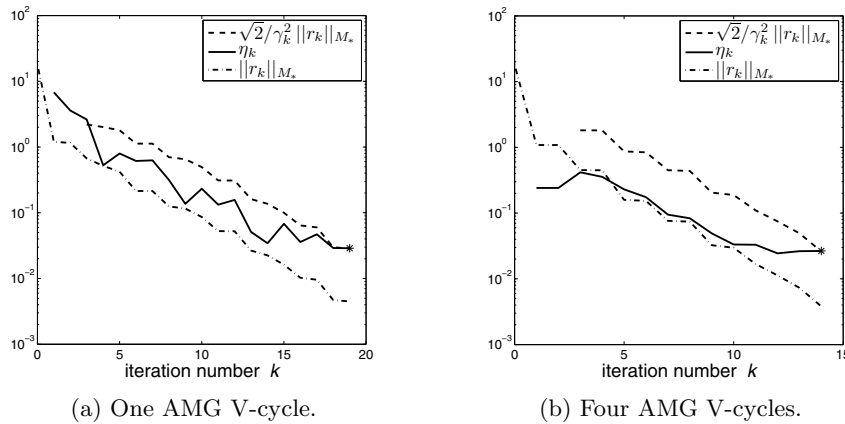 10^2
10^1
10^0
10^-1
10^-2
10^-3
√2/γ_k^2 ||r_k||_{M_*}
η_k
||r_k||_{M_*}
0 5 10 15 20
iteration number k
(a) One AMG V-cycle.
10^2
10^1
10^0
10^-1
10^-2
10^-3
√2/γ_k^2 ||r_k||_{M_*}
η_k
||r_k||_{M_*}
0 5 10 15
iteration number k
(b) Four AMG V-cycles.